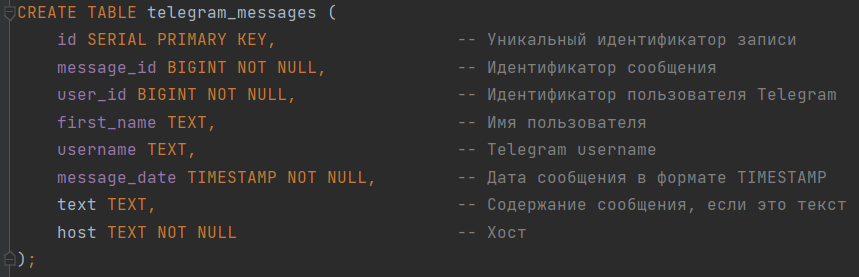 CREATE TABLE telegram_messages (
    id SERIAL PRIMARY KEY,                  -- Уникальный идентификатор записи
    message_id BIGINT NOT NULL,             -- Идентификатор сообщения
    user_id BIGINT NOT NULL,                -- Идентификатор пользователя Telegram
    first_name TEXT,                        -- Имя пользователя
    username TEXT,                          -- Telegram username
    message_date TIMESTAMP NOT NULL,        -- Дата сообщения в формате TIMESTAMP
    text TEXT,                              -- Содержание сообщения, если это текст
    host TEXT NOT NULL                      -- Хост
);